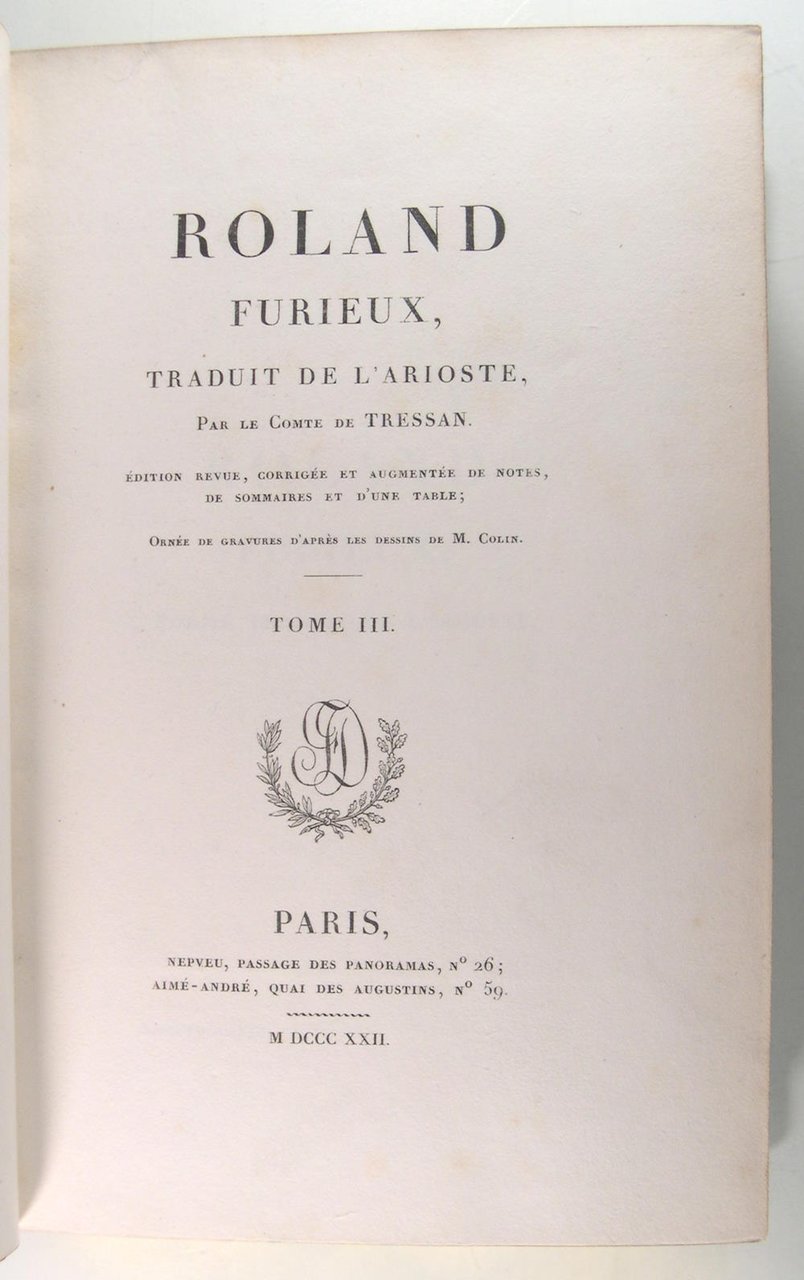 ROLAND
FURIEUX,
TRADUIT DE L'ARIOSTE,
PAR LE COMTE DE TRESSAN.
ÉDITION REVUE, CORRIGÉE ET AUGMENTÉE DE NOTES,
DE SOMMAIRES ET D'UNE TABLE;
ORNÉE DE GRAVURES D'APRÈS LES DESSINS DE M. COLIN.
TOME III.
PARIS,
NEPVEU, PASSAGE DES PANORAMAS, Nº 26;
AIMÉ-ANDRÉ, QUAI DES AUGUSTINS, Nº 59.
M DCCC XXII.